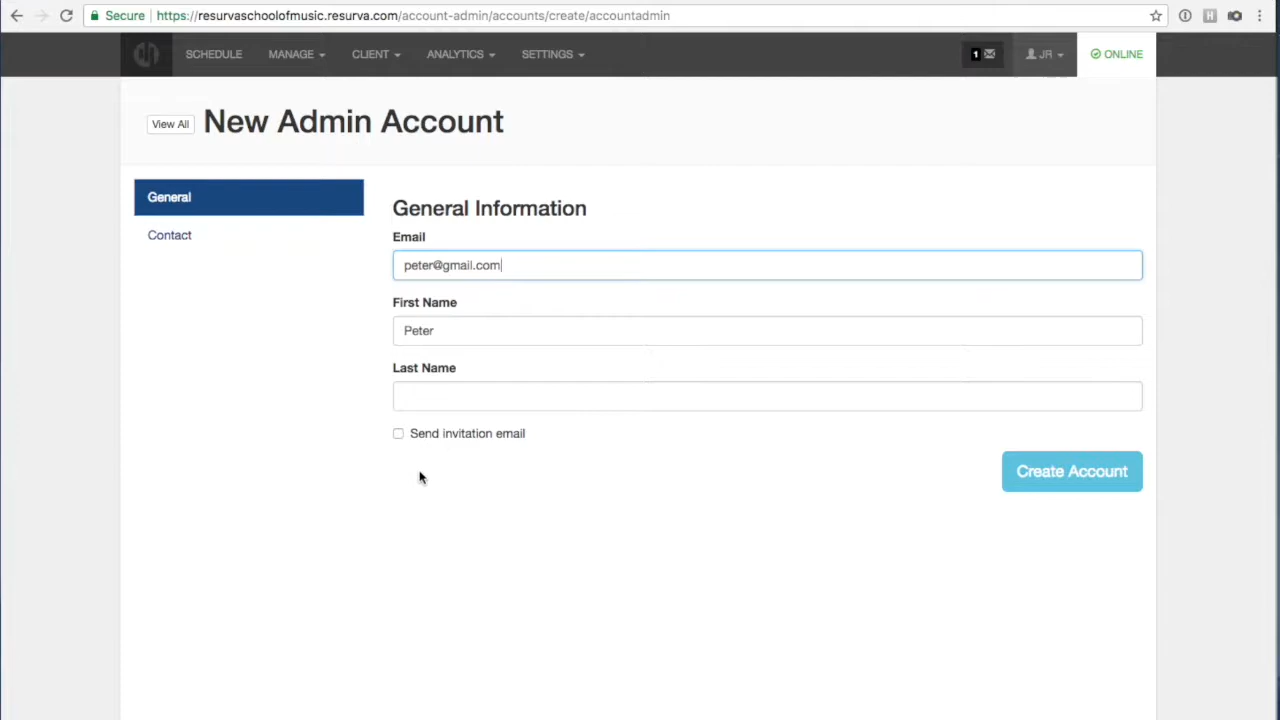 Secure https://resurvaschoolofmusic.resurva.com/account-admin/accounts/create/accountadmin
SCHEDULE MANAGE CLIENT ANALYTICS SETTINGS 1 JR ONLINE
View All New Admin Account
General
Contact
General Information
Email
peter@gmail.com
First Name
Peter
Last Name
Send invitation email
Create Account